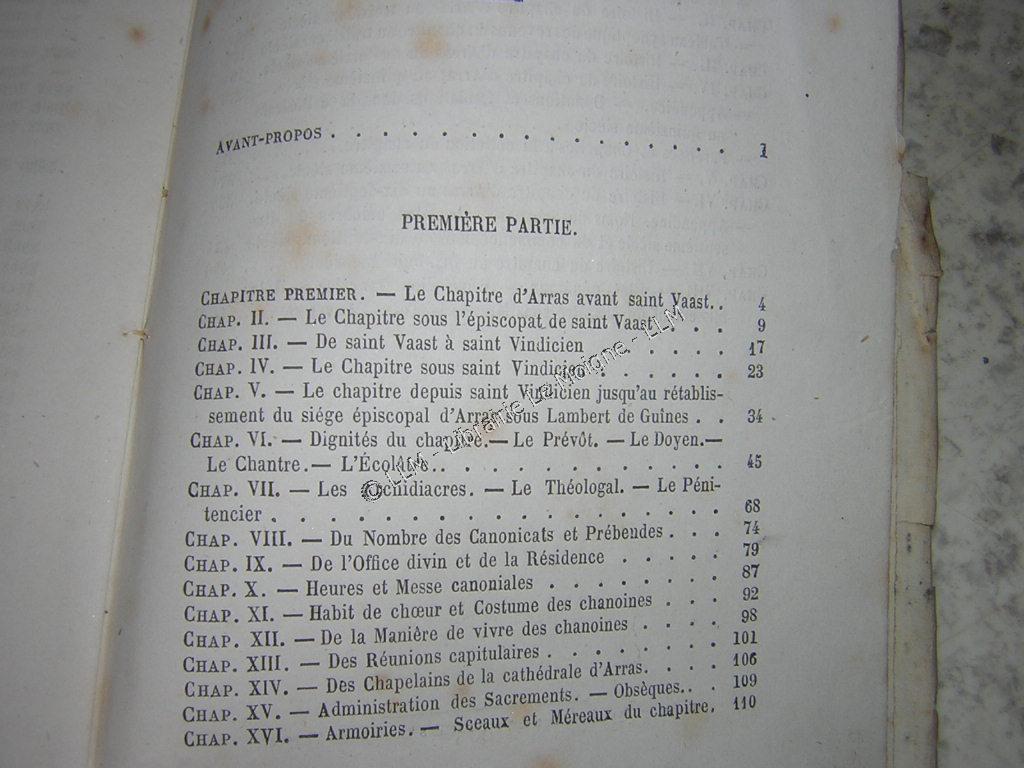 AVANT-PROPOS . . . . . . . . . . . . . . . 1
PREMIÈRE PARTIE.
CHAPITRE PREMIER. — Le Chapitre d'Arras avant saint Vaast. . 4
CHAP. II. — Le Chapitre sous l'épiscopat de saint Vaast . . . 9
CHAP. III. — De saint Vaast à saint Vindicien . . . . . . 17
CHAP. IV. — Le Chapitre sous saint Vindicien . . . . . . 23
CHAP. V. — Le chapitre depuis saint Vindicien jusqu'au rétablis-
sement du siége épiscopal d'Arras sous Lambert de Guînes . . 34
CHAP. VI. — Dignités du chapitre. — Le Prévôt. — Le Doyen. —
Le Chantre. — L'Écolâtre. . . . . . . . . . . . . 45
CHAP. VII. — Les Archidiacres. — Le Théologal. — Le Péni-
tencier . . . . . . . . . . . . . . . . . 68
CHAP. VIII. — Du Nombre des Canonicats et Prébendes . . . 74
CHAP. IX. — De l'Office divin et de la Résidence . . . . . 79
CHAP. X. — Heures et Messe canoniales . . . . . . . 87
CHAP. XI. — Habit de chœur et Costume des chanoines . . . 92
CHAP. XII. — De la Manière de vivre des chanoines . . . . 98
CHAP. XIII. — Des Réunions capitulaires . . . . . . . 101
CHAP. XIV. — Des Chapelains de la cathédrale d'Arras. . . . 106
CHAP. XV. — Administration des Sacrements. — Obsèques. . . 109
CHAP. XVI. — Armoiries. — Sceaux et Méreaux du chapitre. 110
© LLM - Librairie Le Moigne - LLM